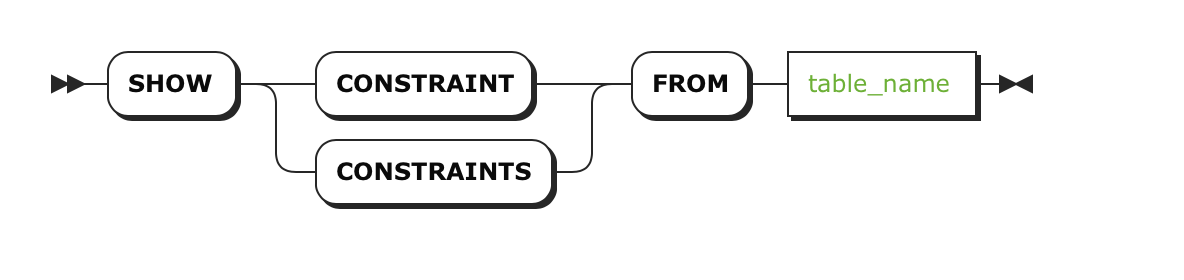 SHOW CONSTRAINT FROM table_name
CONSTRAINTS